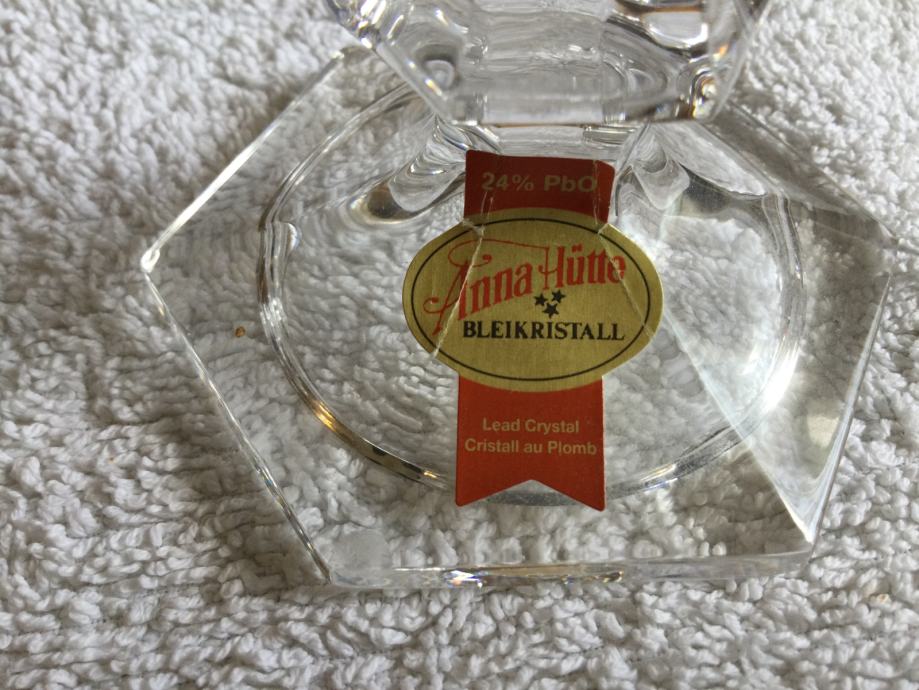 24% PbO
Anna Hütte
BLEIKRISTALL
Lead Crystal
Cristall au Plomb